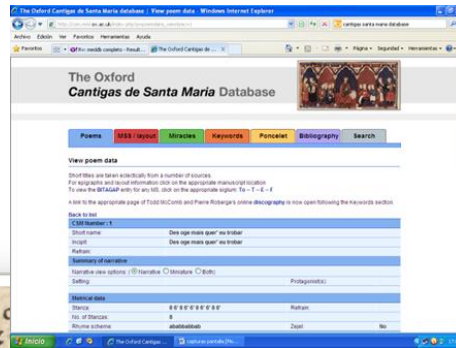 The Oxford Cantigas de Santa Maria database | View poem data - Windows Internet Explorer
cantigas santa maria database
Archivo Edición Ver Favoritos Herramientas Ayuda
Favoritos
The Oxford Cantigas de ...
Página Seguridad Herramientas
The Oxford
Cantigas de Santa Maria Database
Poems MSS / layout Miracles Keywords Poncelet Bibliography Search
View poem data
Short titles are taken eclectically from a number of sources.
For epigraphs and layout information click on the appropriate manuscript location
To view the BITAGAP entry for any MS, click on the appropriate siglum: To – T – E – F
A link to the appropriate page of Todd McComb and Pierre Roberge's online discography is now open following the Keywords section
Back to list
CSM Number : 1
Short name: Des oge mais quer' eu trobar
Incipit: Des oge mais quer' eu trobar
Refrain:
Summary of narrative
Narrative view options: Narrative Miniature Both
Setting: Protagonist(s):
Metrical data
Stanza: Refrain:
No. of Stanzas: 8
Rhyme scheme: Zejel: No
Inicio The Oxford Cantigas ...